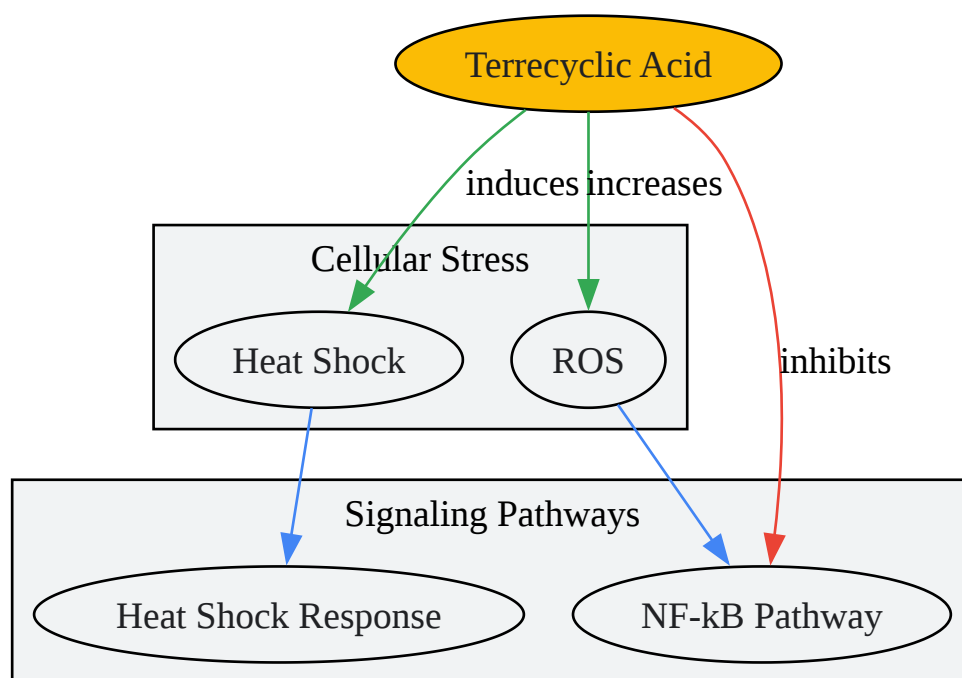 Terrecyclic Acid
induces
increases
Cellular Stress
Heat Shock
ROS
inhibits
Signaling Pathways
Heat Shock Response
NF-kB Pathway